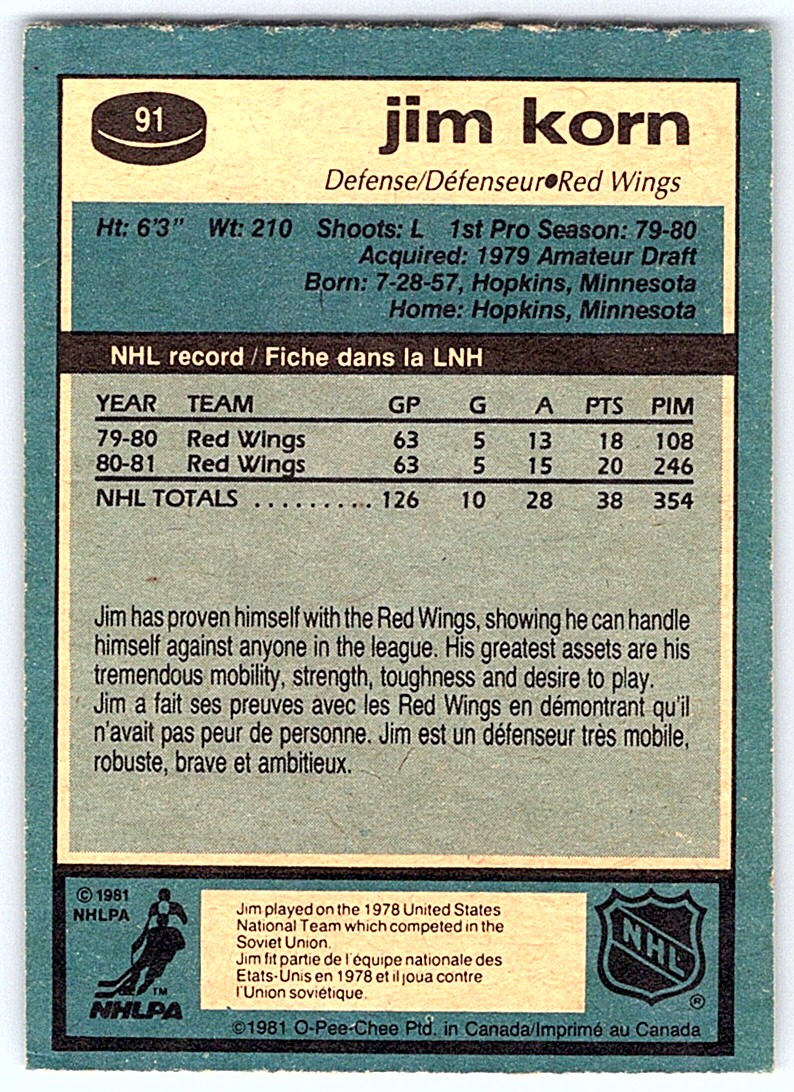 91
jim korn
Defense/Défenseur●Red Wings
Ht: 6'3" Wt: 210 Shoots: L 1st Pro Season: 79-80
Acquired: 1979 Amateur Draft
Born: 7-28-57, Hopkins, Minnesota
Home: Hopkins, Minnesota
NHL record / Fiche dans la LNH
YEAR TEAM GP G A PTS PIM
79-80 Red Wings 63 5 13 18 108
80-81 Red Wings 63 5 15 20 246
NHL TOTALS .......... 126 10 28 38 354
Jim has proven himself with the Red Wings, showing he can handle
himself against anyone in the league. His greatest assets are his
tremendous mobility, strength, toughness and desire to play.
Jim a fait ses preuves avec les Red Wings en démontrant qu'il
n'avait pas peur de personne. Jim est un défenseur très mobile,
robuste, brave et ambitieux.
© 1981
NHLPA
TM
NHLPA
Jim played on the 1978 United States
National Team which competed in the
Soviet Union.
Jim fit partie de l'équipe nationale des
Etats-Unis en 1978 et il joua contre
l'Union soviétique.
NHL
®
©1981 O-Pee-Chee Ptd. in Canada/Imprimé au Canada